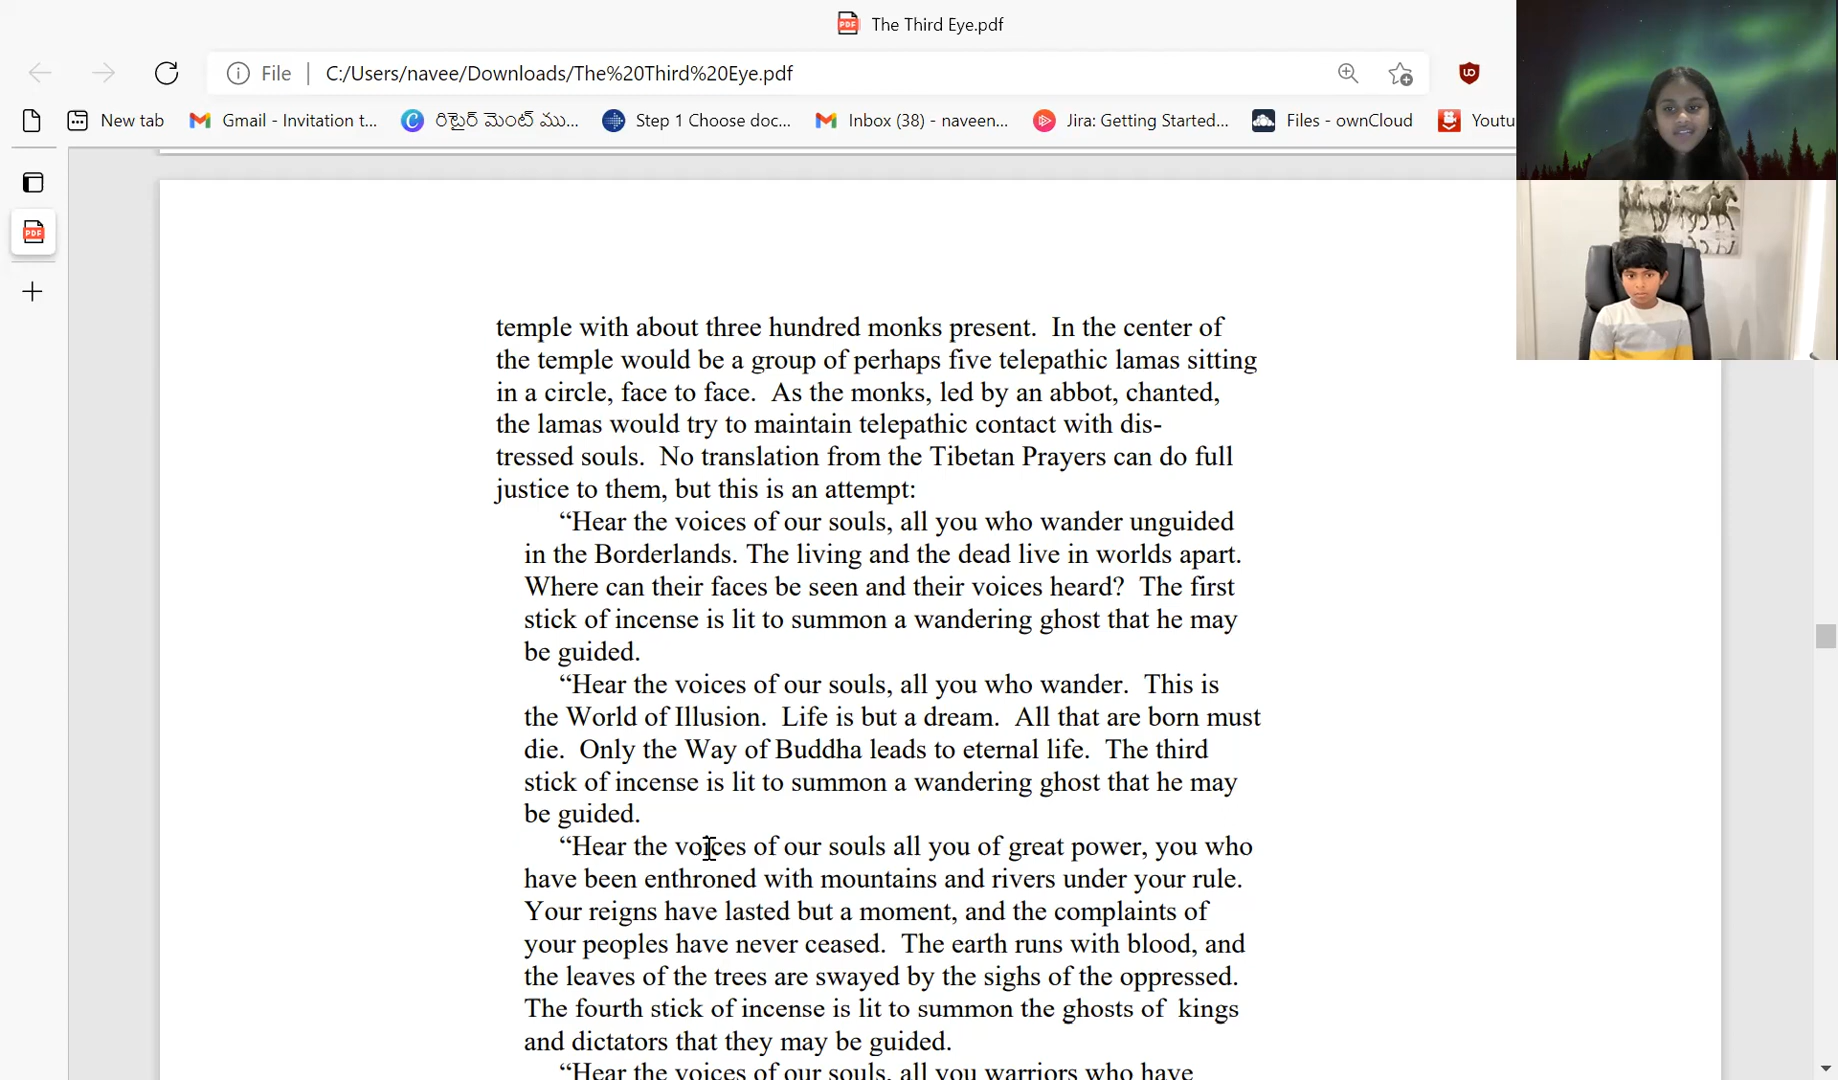 The Third Eye.pdf
File
C:/Users/navee/Downloads/The%20Third%20Eye.pdf
New tab
Gmail - Invitation t...
రిటైర్ మెంట్ ము...
Step 1 Choose doc...
Inbox (38) - naveen...
Jira: Getting Started...
Files - ownCloud
Youtu
temple with about three hundred monks present. In the center of
the temple would be a group of perhaps five telepathic lamas sitting
in a circle, face to face. As the monks, led by an abbot, chanted,
the lamas would try to maintain telepathic contact with dis-
tressed souls. No translation from the Tibetan Prayers can do full
justice to them, but this is an attempt:
“Hear the voices of our souls, all you who wander unguided
in the Borderlands. The living and the dead live in worlds apart.
Where can their faces be seen and their voices heard? The first
stick of incense is lit to summon a wandering ghost that he may
be guided.
“Hear the voices of our souls, all you who wander. This is
the World of Illusion. Life is but a dream. All that are born must
die. Only the Way of Buddha leads to eternal life. The third
stick of incense is lit to summon a wandering ghost that he may
be guided.
“Hear the voices of our souls all you of great power, you who
have been enthroned with mountains and rivers under your rule.
Your reigns have lasted but a moment, and the complaints of
your peoples have never ceased. The earth runs with blood, and
the leaves of the trees are swayed by the sighs of the oppressed.
The fourth stick of incense is lit to summon the ghosts of kings
and dictators that they may be guided.
“Hear the voices of our souls, all you warriors who have